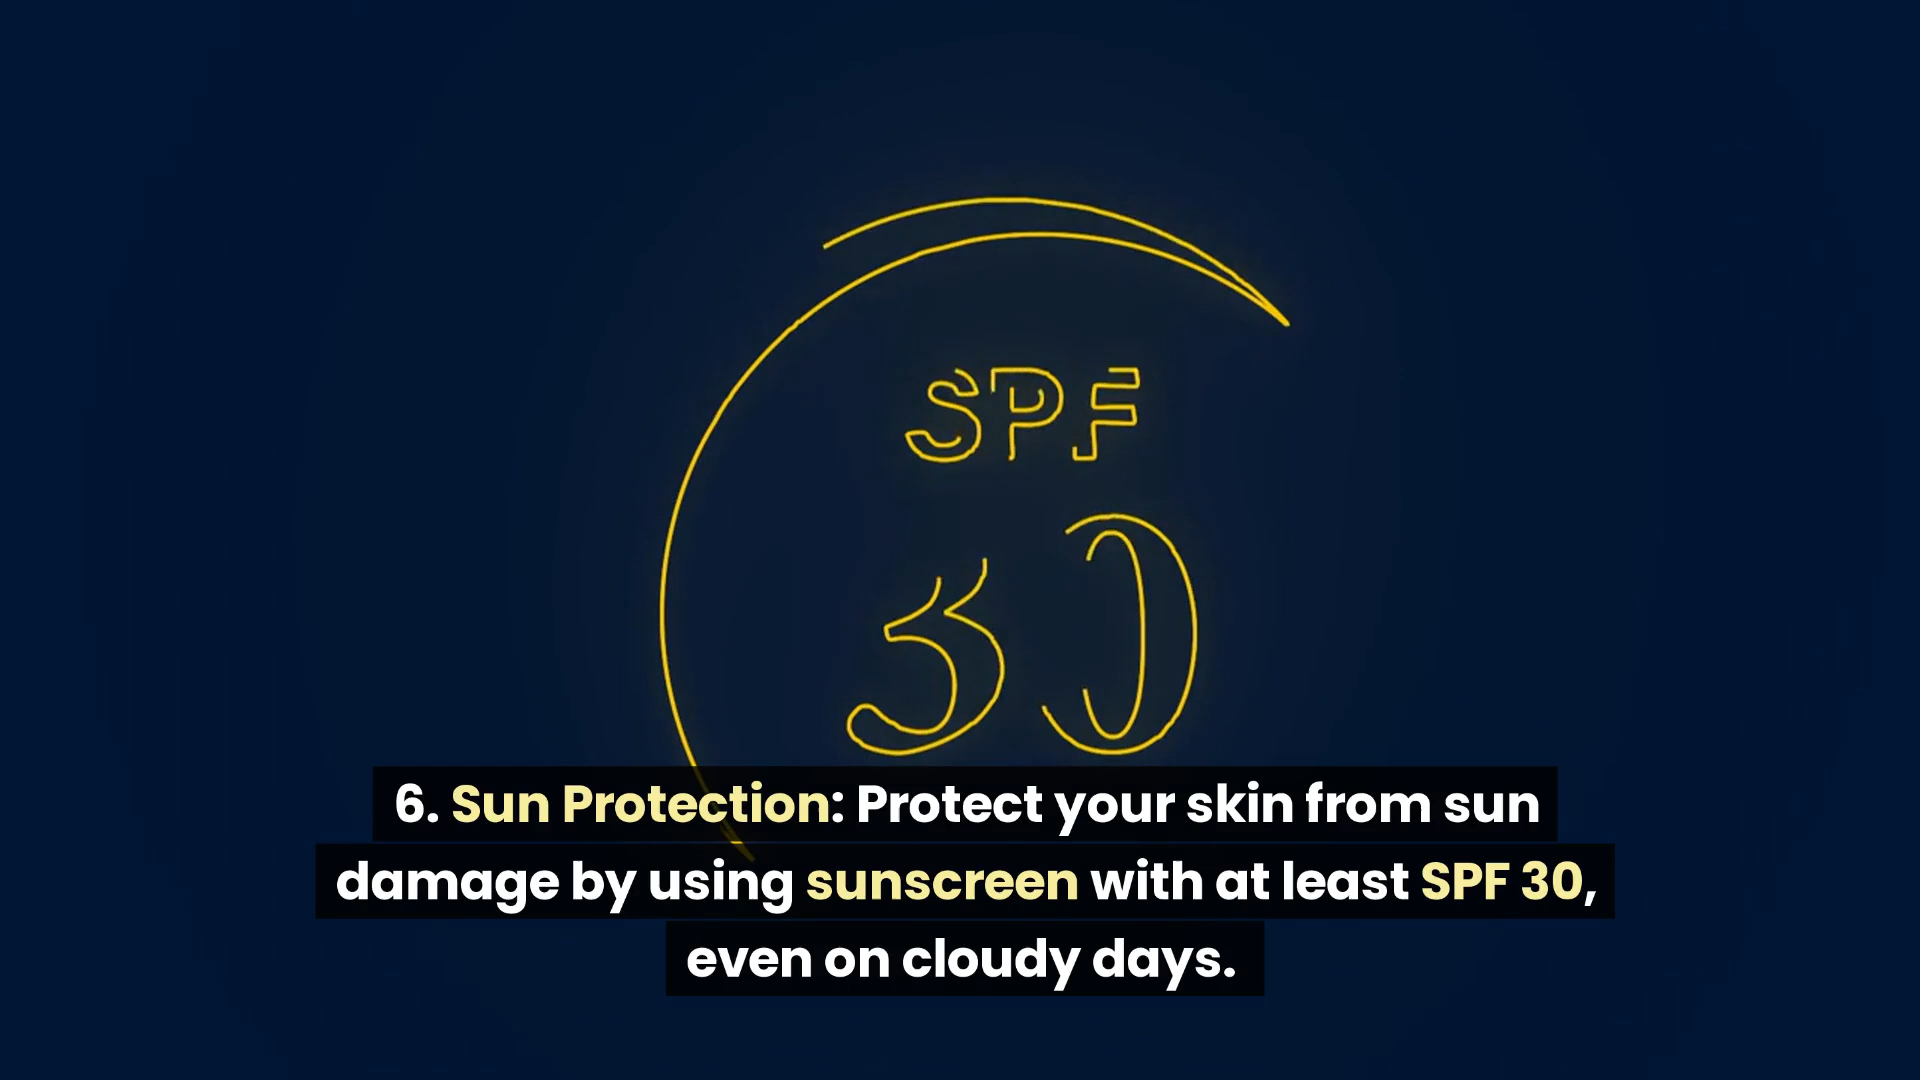 SPF
30
6. Sun Protection: Protect your skin from sun
damage by using sunscreen with at least SPF 30,
even on cloudy days.